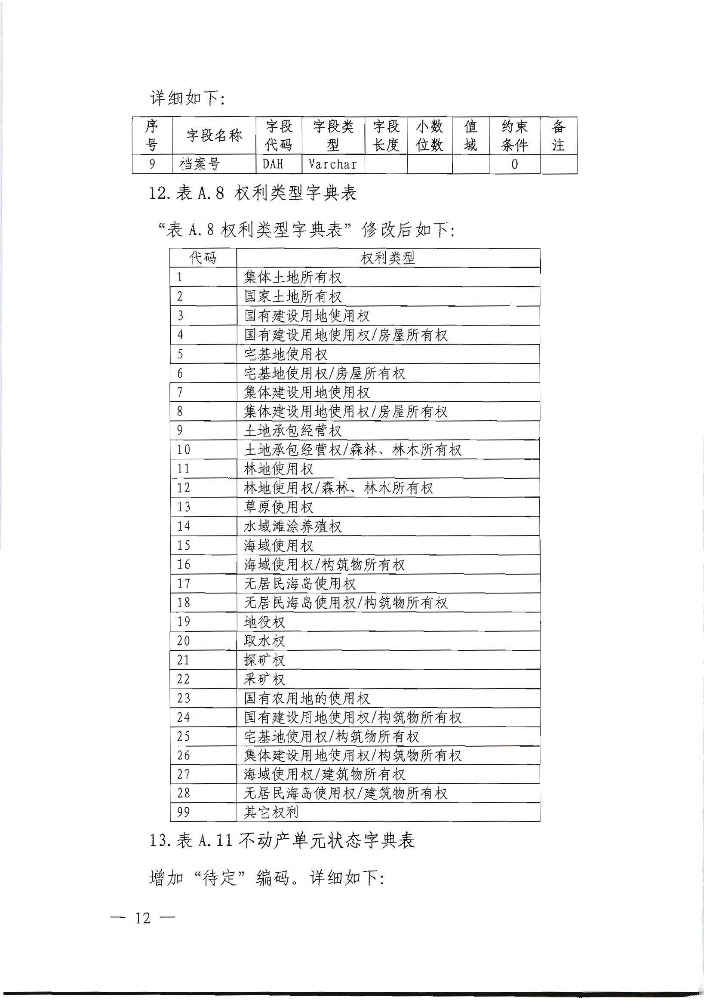 详细如下：
序号 字段名称 字段代码 字段类型 字段长度 小数位数 值域 约束条件 备注
9 档案号 DAH Varchar O
12. 表 A.8 权利类型字典表
“表 A.8 权利类型字典表”修改后如下：
代码 权利类型
1 集体土地所有权
2 国家土地所有权
3 国有建设用地使用权
4 国有建设用地使用权/房屋所有权
5 宅基地使用权
6 宅基地使用权/房屋所有权
7 集体建设用地使用权
8 集体建设用地使用权/房屋所有权
9 土地承包经营权
10 土地承包经营权/森林、林木所有权
11 林地使用权
12 林地使用权/森林、林木所有权
13 草原使用权
14 水域滩涂养殖权
15 海域使用权
16 海域使用权/构筑物所有权
17 无居民海岛使用权
18 无居民海岛使用权/构筑物所有权
19 地役权
20 取水权
21 探矿权
22 采矿权
23 国有农用地的使用权
24 国有建设用地使用权/构筑物所有权
25 宅基地使用权/构筑物所有权
26 集体建设用地使用权/构筑物所有权
27 海域使用权/建筑物所有权
28 无居民海岛使用权/建筑物所有权
99 其它权利
13. 表 A.11 不动产单元状态字典表
增加“待定”编码。详细如下：
— 12 —